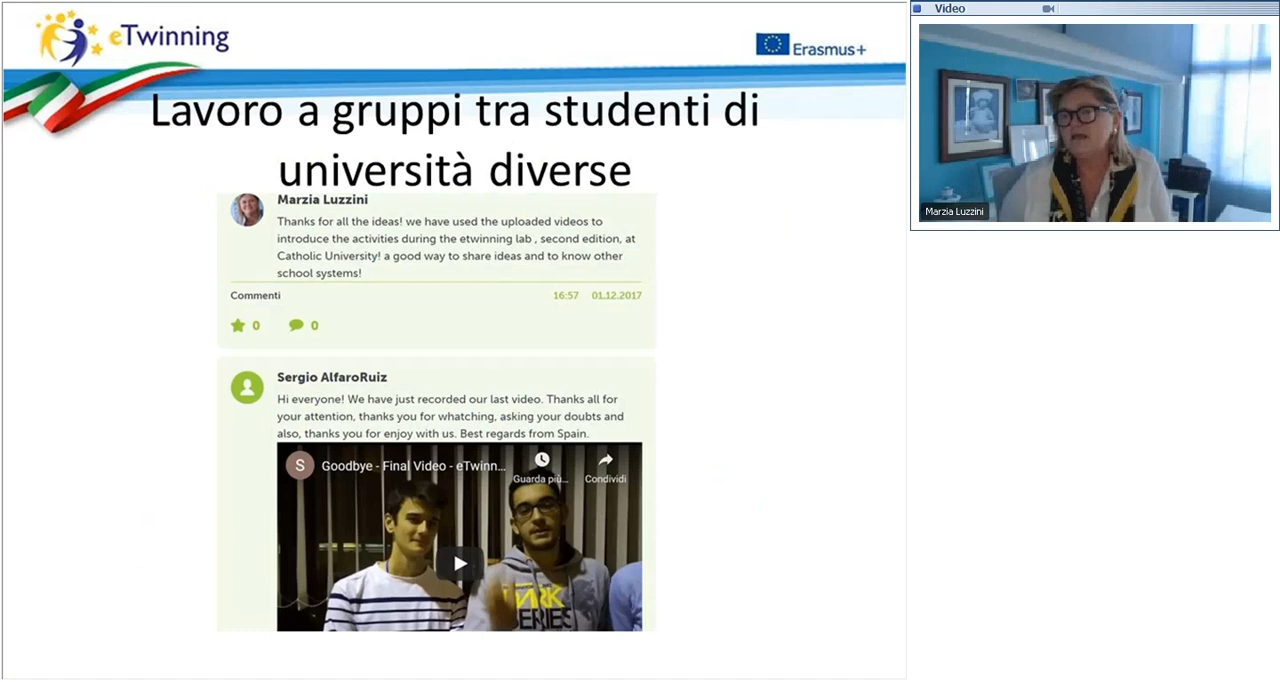 eTwinning
Erasmus+
Lavoro a gruppi tra studenti di
università diverse
Marzia Luzzini
Thanks for all the ideas! we have used the uploaded videos to
introduce the activities during the etwinning lab , second edition, at
Catholic University! a good way to share ideas and to know other
school systems!
Commenti
16:57 01.12.2017
0 0
Sergio AlfaroRuiz
Hi everyone! We have just recorded our last video. Thanks all for
your attention, thanks you for whatching, asking your doubts and
also, thanks you for enjoy with us. Best regards from Spain.
S
Goodbye - Final Video - eTwinn...
Guarda più...
Condividi
DARK
SERIES
Video
Marzia Luzzini